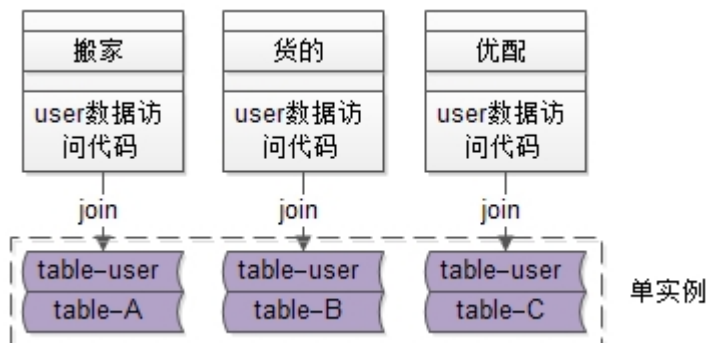 搬家
货的
优配
user数据访
问代码
user数据访
问代码
user数据访
问代码
join
join
join
table-user
table-user
table-user
table-A
table-B
table-C
单实例